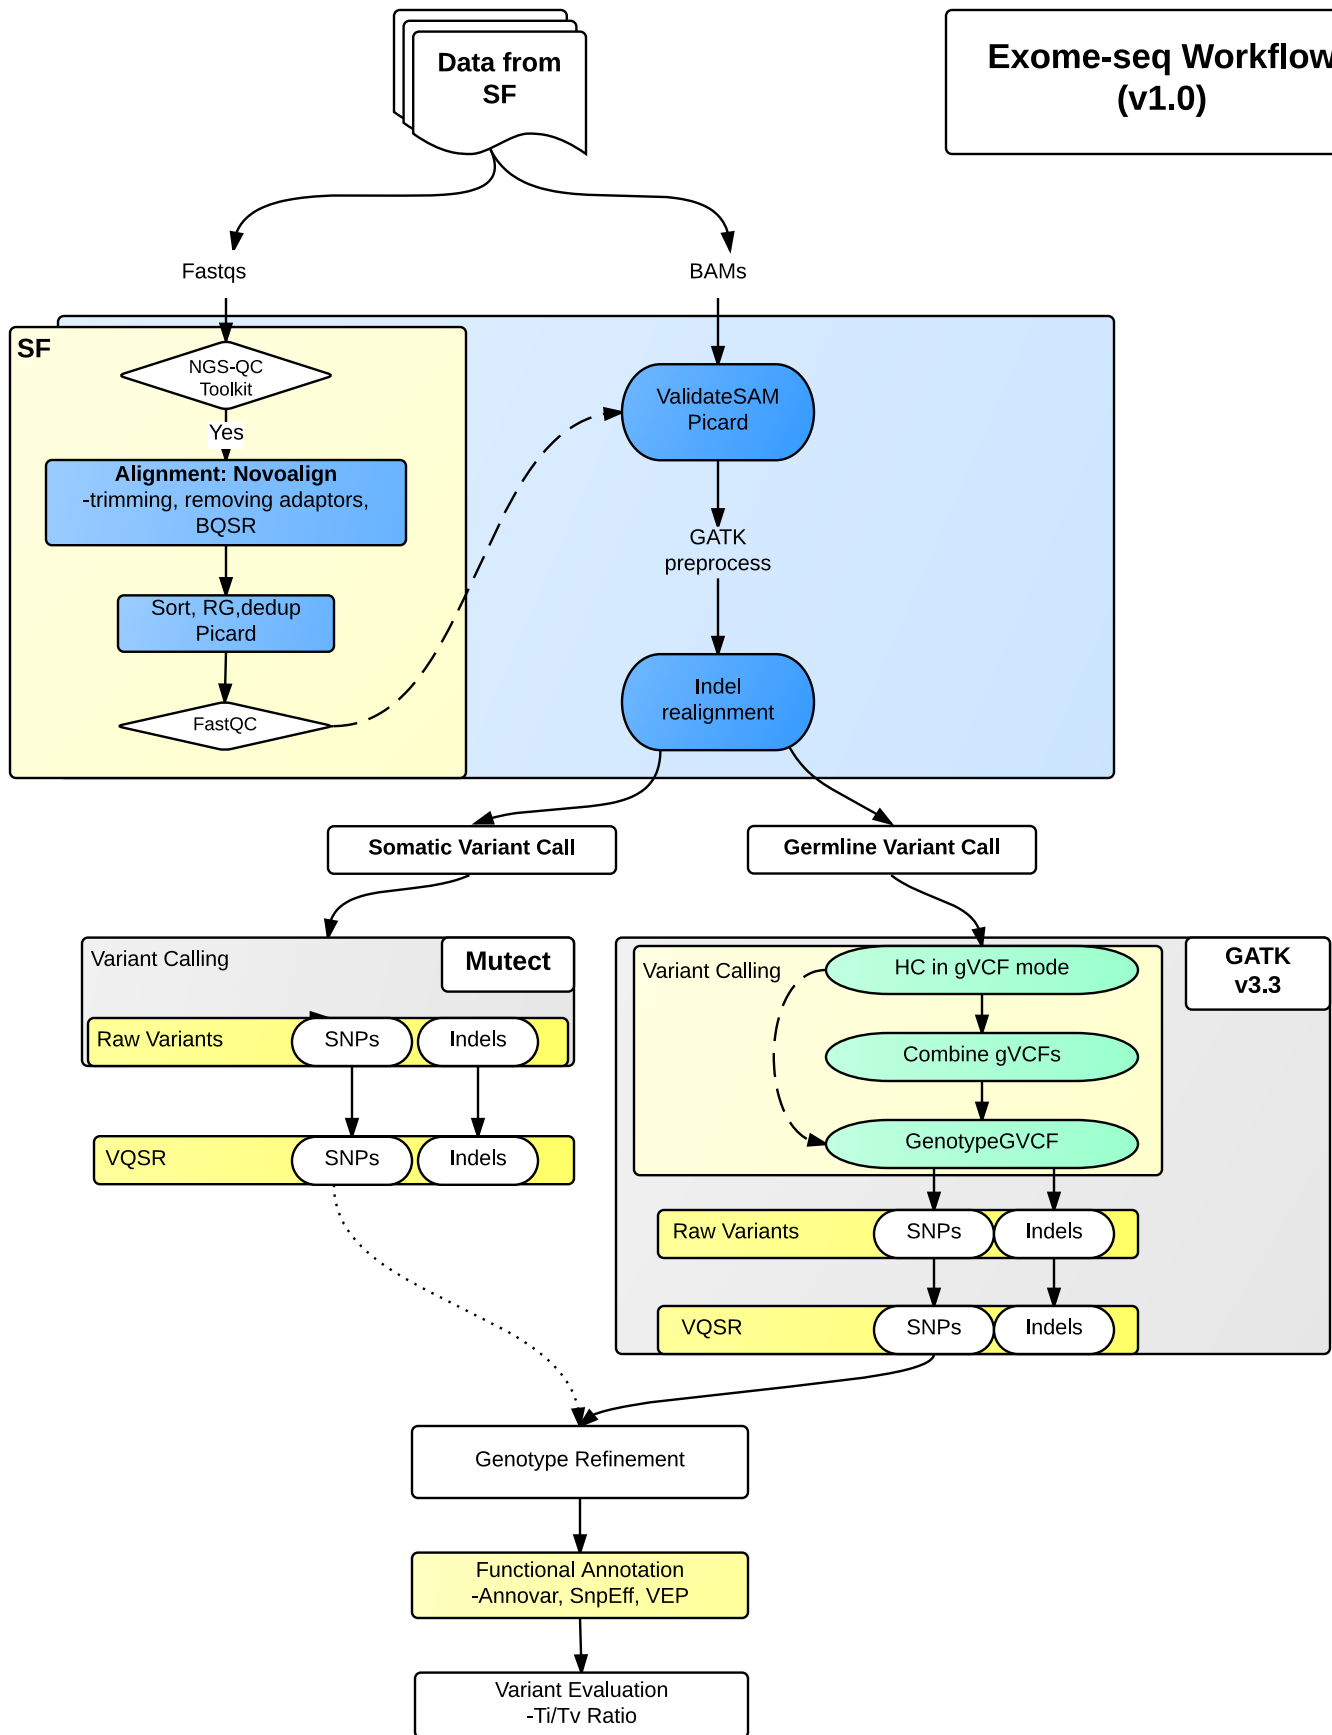 Data from
SF
Exome-seq Workflow
(v1.0)
Fastqs
BAMs
SF
NGS-QC
Toolkit
Yes
Alignment: Novoalign
-trimming, removing adaptors,
BQSR
Sort, RG,dedup
Picard
FastQC
ValidateSAM
Picard
GATK
preprocess
Indel
realignment
Somatic Variant Call
Germline Variant Call
Variant Calling
Mutect
Raw Variants
SNPs
Indels
VQSR
SNPs
Indels
Variant Calling
HC in gVCF mode
GATK
v3.3
Combine gVCFs
GenotypeGVCF
Raw Variants
SNPs
Indels
VQSR
SNPs
Indels
Genotype Refinement
Functional Annotation
-Annovar, SnpEff, VEP
Variant Evaluation
-Ti/Tv Ratio